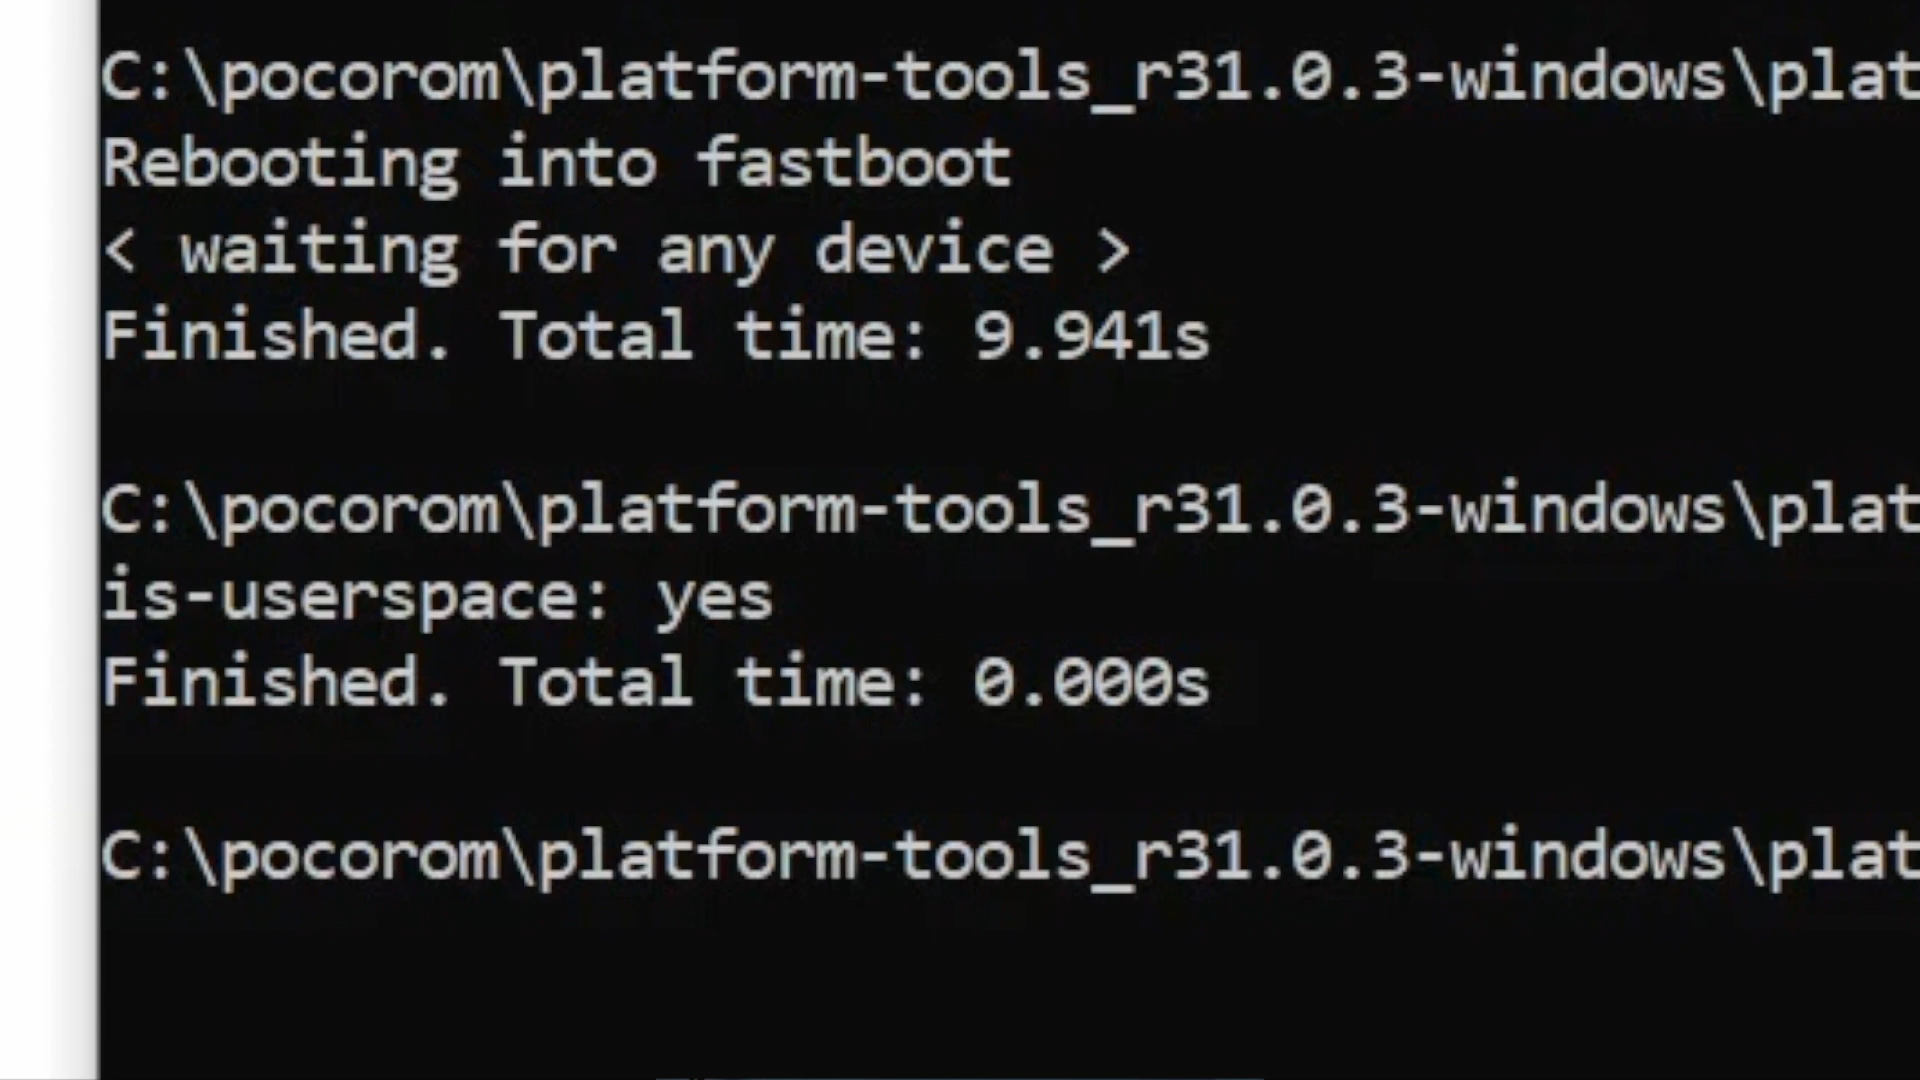 C:\pocorom\platform-tools_r31.0.3-windows\plat
Rebooting into fastboot
< waiting for any device >
Finished. Total time: 9.941s
C:\pocorom\platform-tools_r31.0.3-windows\plat
is-userspace: yes
Finished. Total time: 0.000s
C:\pocorom\platform-tools_r31.0.3-windows\plat